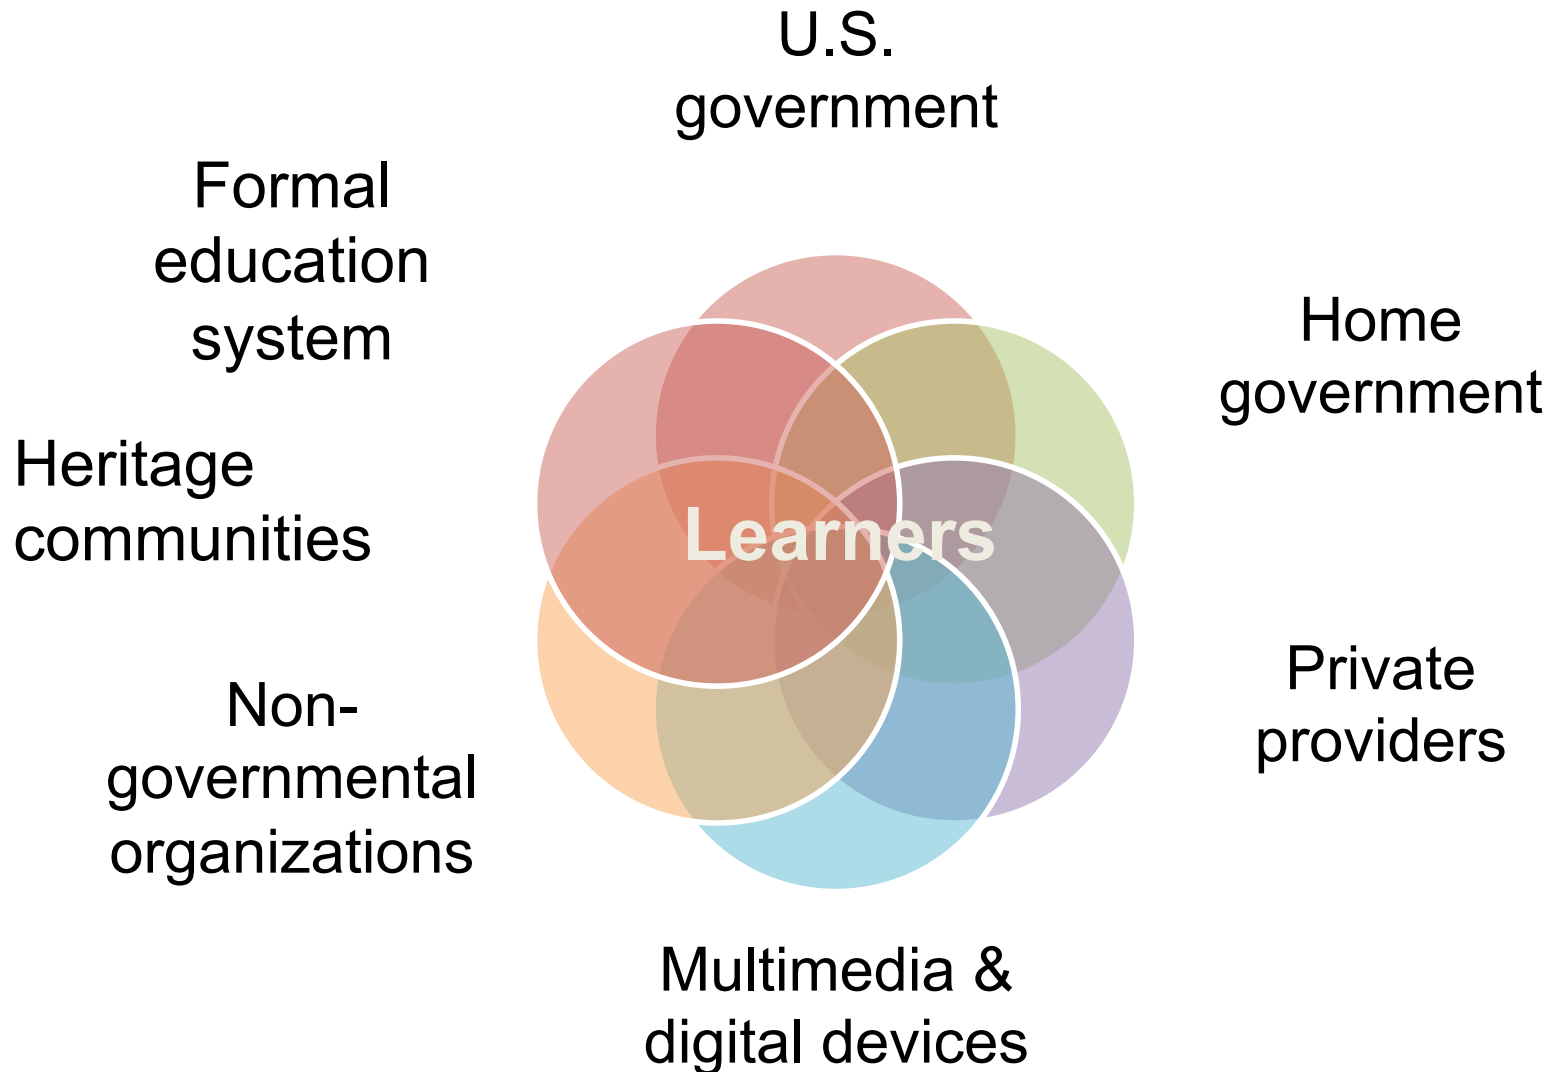 U.S.
government
Formal
education
system
Home
government
Heritage
communities
Learners
Non-
governmental
organizations
Private
providers
Multimedia &
digital devices